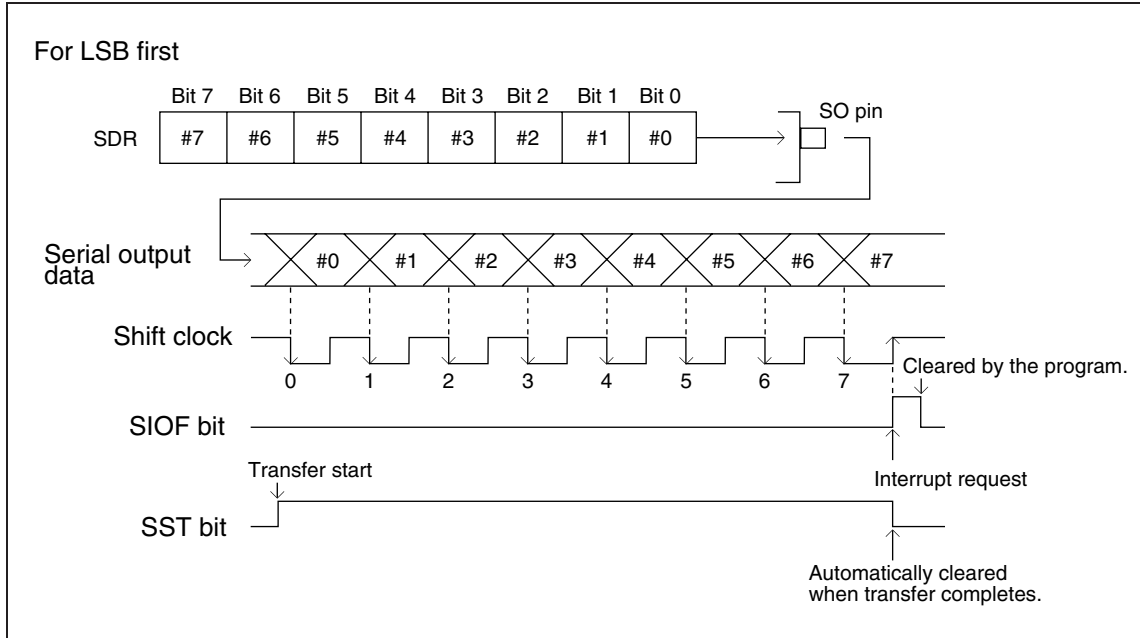 For LSB first
Bit 7 Bit 6 Bit 5 Bit 4 Bit 3 Bit 2 Bit 1 Bit 0
SO pin
SDR #7 #6 #5 #4 #3 #2 #1 #0
Serial output
data
#0 #1 #2 #3 #4 #5 #6 #7
Shift clock
0 1 2 3 4 5 6 7
Cleared by the program.
SIOF bit
Transfer start
Interrupt request
SST bit
Automatically cleared
when transfer completes.